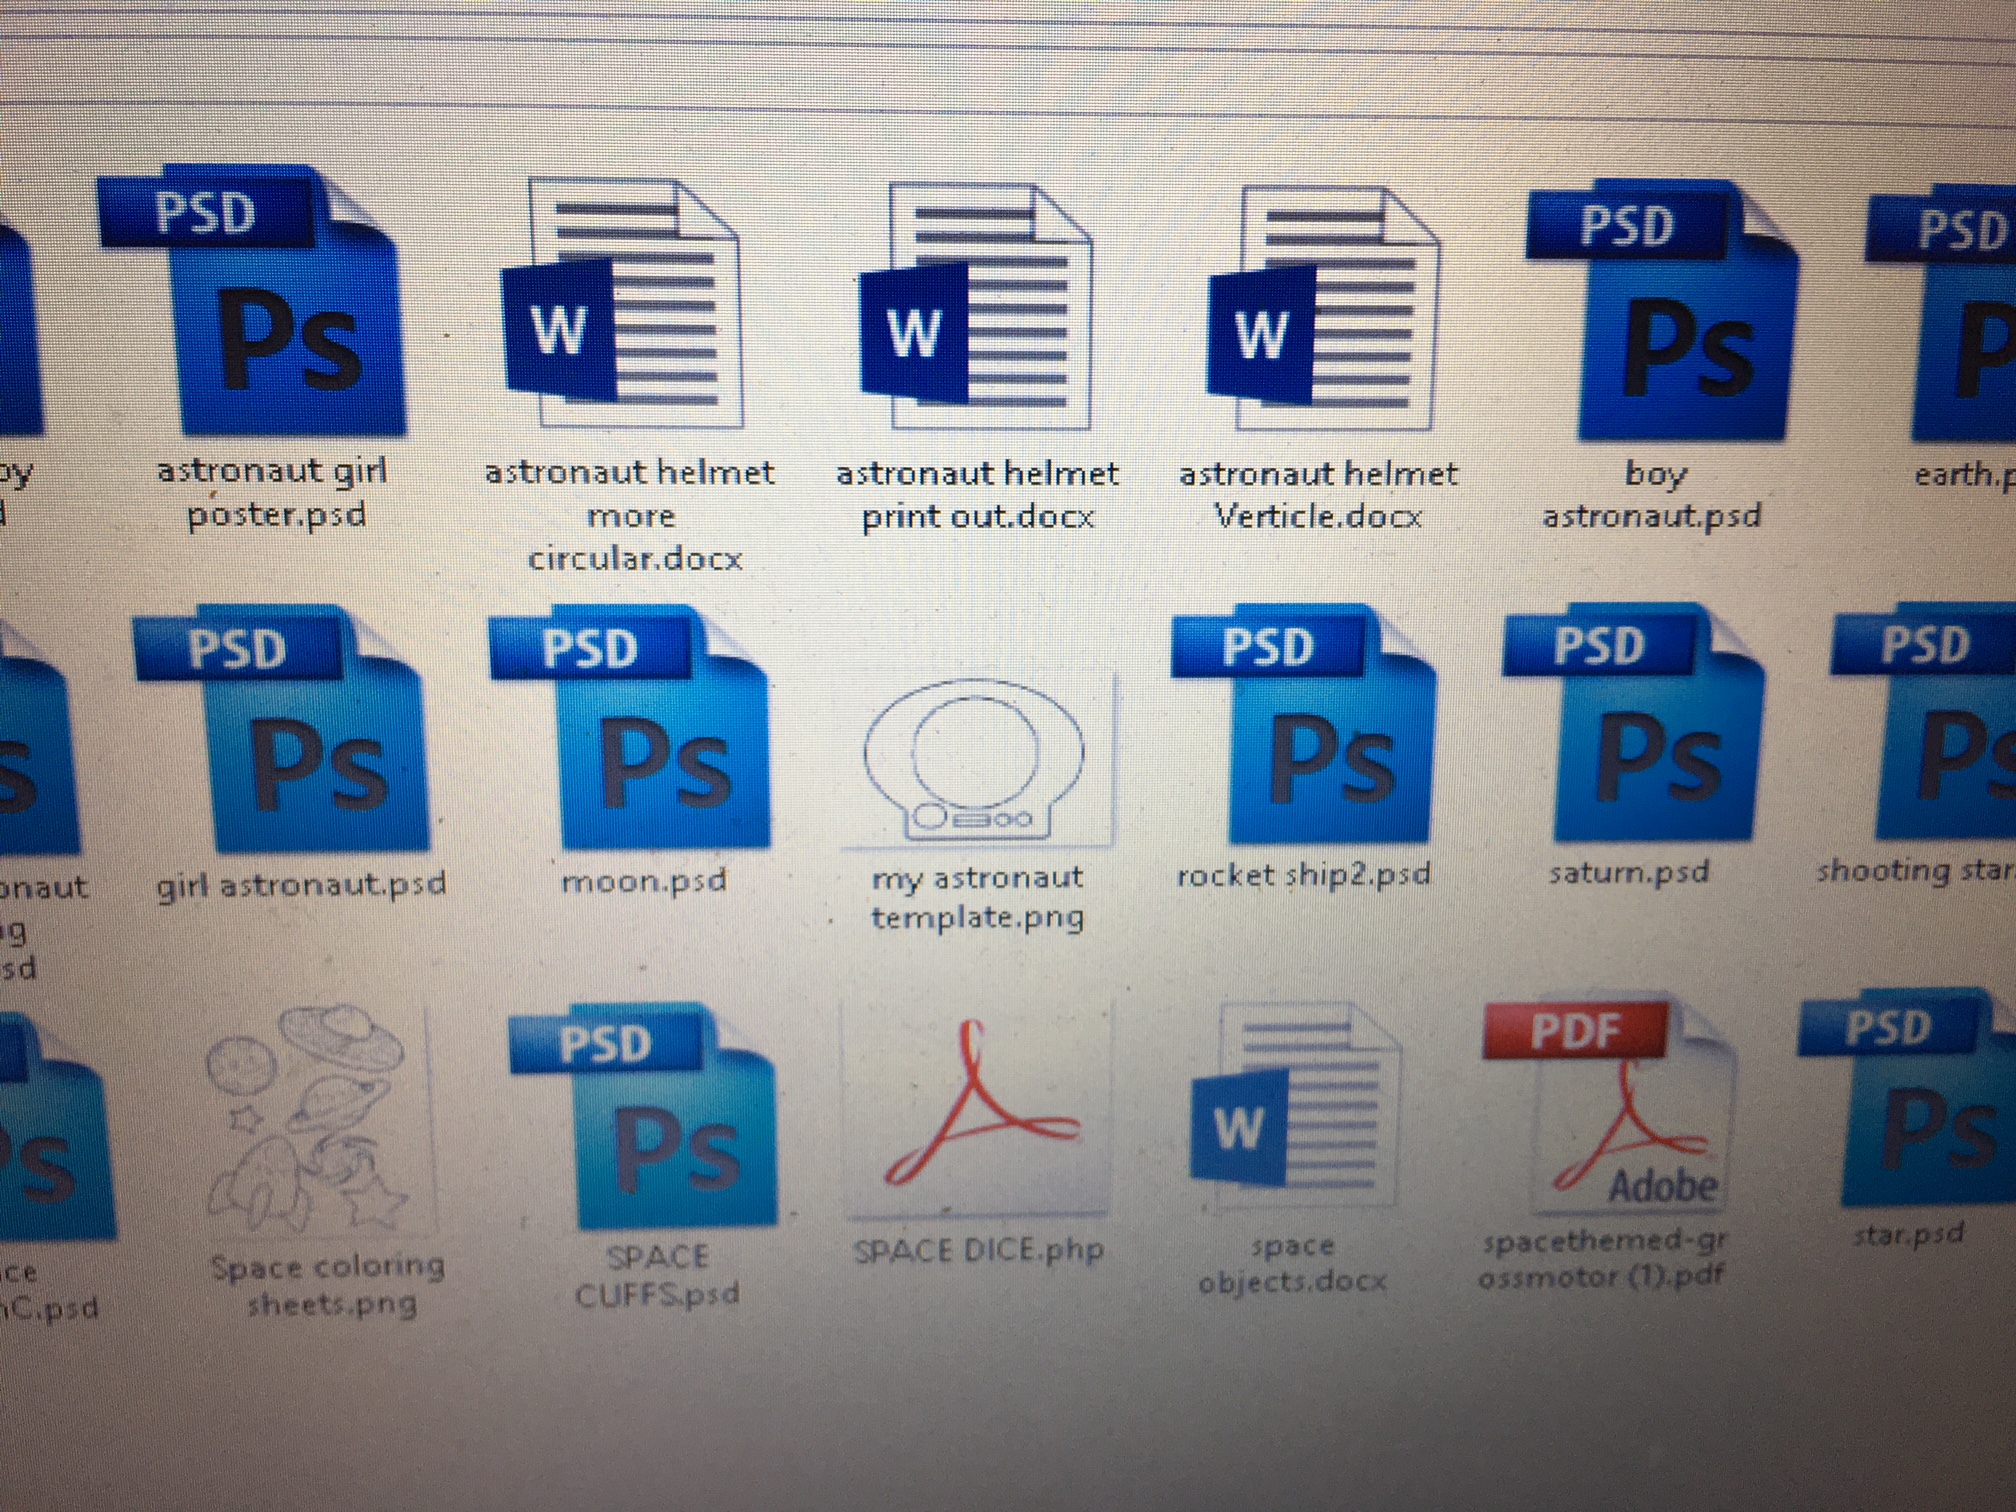 PSD
Ps
W
W
W
PSD
Ps
PSD
astronaut girl
poster.psd
astronaut helmet
more
circular.docx
astronaut helmet
print out.docx
astronaut helmet
Verticle.docx
boy
astronaut.psd
earth.p
PSD
Ps
PSD
Ps
PSD
Ps
PSD
Ps
PSD
Ps
onaut
girl astronaut.psd
moon.psd
my astronaut
template.png
rocket ship2.psd
saturn.psd
shooting star.
sd
PSD
Ps
W
PDF
Adobe
PSD
Ps
Space coloring
sheets.png
SPACE
CUFFS.psd
SPACE DICE.php
space
objects.docx
spacethemed-gr
ossmotor (1).pdf
star.psd
ce
C.psd